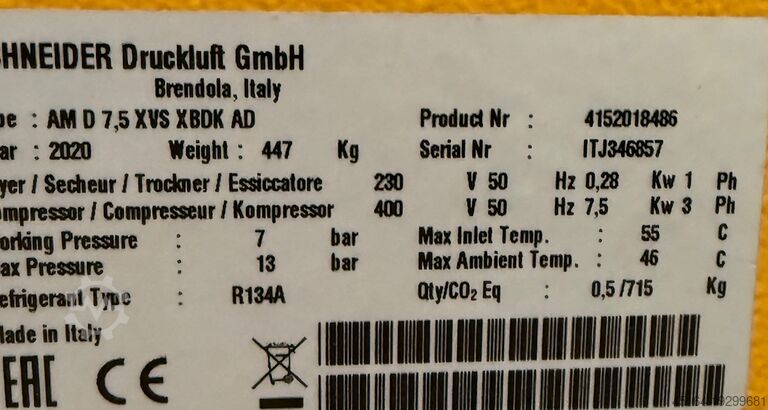 HNEIDER Druckluft GmbH
Brendola, Italy
pe : AM D 7,5 XVS XBDK AD Product Nr : 4152018486
ar : 2020 Weight : 447 Kg Serial Nr : ITJ346857
yer / Secheur / Trockner / Essiccatore 230 V 50 Hz 0,28 Kw 1 Ph
ompressor / Compresseur / Kompressor 400 V 50 Hz 7,5 Kw 3 Ph
orking Pressure : 7 bar Max Inlet Temp. : 55 C
ax Pressure : 13 bar Max Ambient Temp. : 46 C
efrigerant Type : R134A Qty/CO2 Eq : 0,5 /715 Kg
ade in Italy
EAC CE